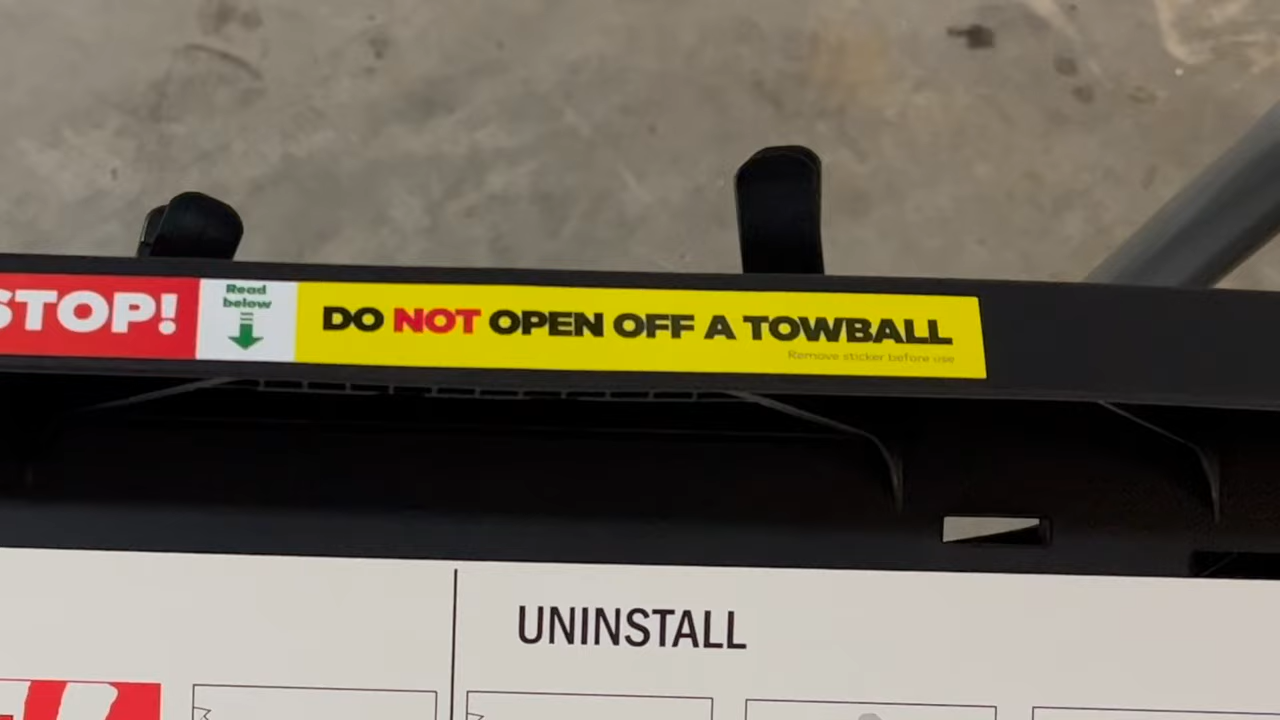 STOP!
Read
below
DO NOT OPEN OFF A TOWBALL
Remove sticker before use
UNINSTALL